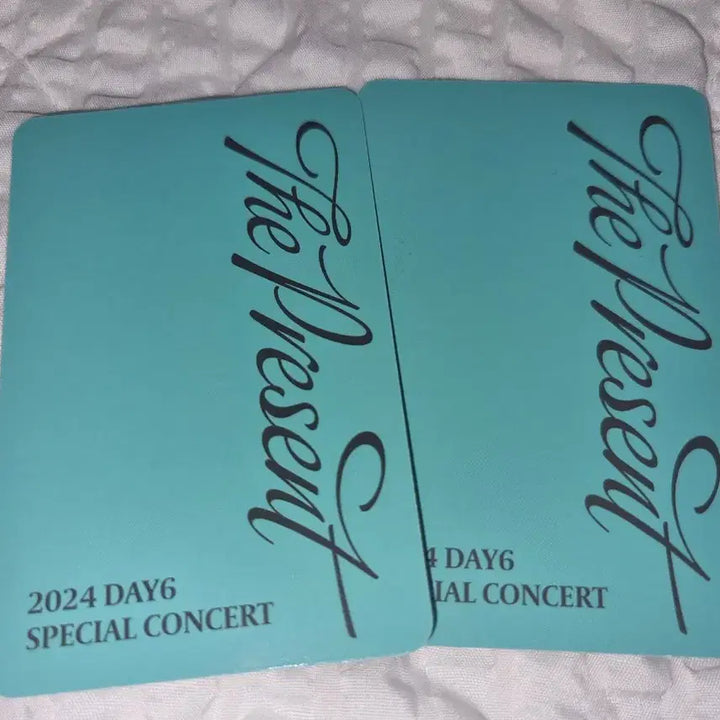 The Present
2024 DAY6
SPECIAL CONCERT
The Present
4 DAY6
IAL CONCERT